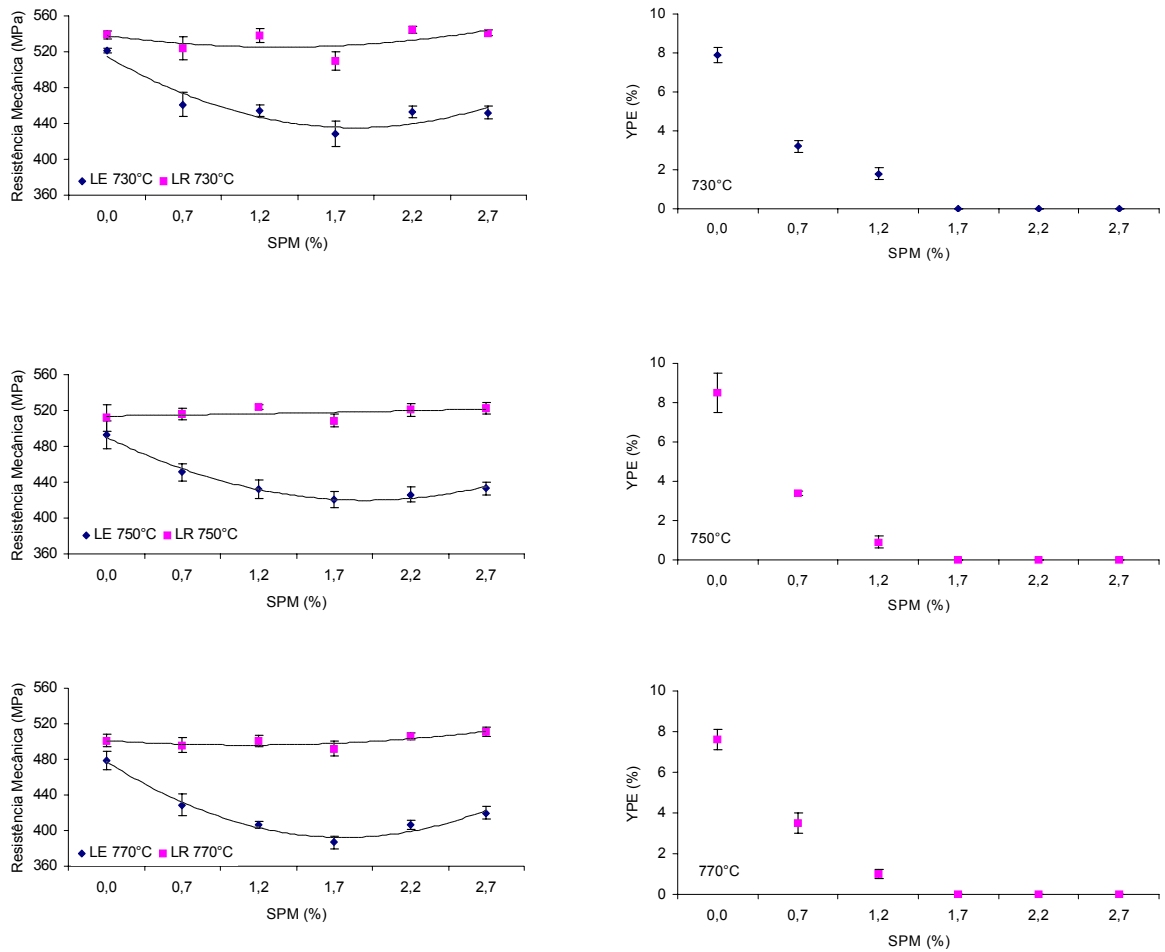 Resistência Mecânica (MPa)
560
520
480
440
400
360
LE 730°C LR 730°C
0,0 0,7 1,2 1,7 2,2 2,7
SPM (%)
YPE (%)
10
8
6
4
2
0
730°C
0,0 0,7 1,2 1,7 2,2 2,7
SPM (%)
Resistência Mecânica (MPa)
560
520
480
440
400
360
LE 750°C LR 750°C
0,0 0,7 1,2 1,7 2,2 2,7
SPM (%)
YPE (%)
10
8
6
4
2
0
750°C
0,0 0,7 1,2 1,7 2,2 2,7
SPM (%)
Resistência Mecânica (MPa)
560
520
480
440
400
360
LE 770°C LR 770°C
0,0 0,7 1,2 1,7 2,2 2,7
SPM (%)
YPE (%)
10
8
6
4
2
0
770°C
0,0 0,7 1,2 1,7 2,2 2,7
SPM (%)